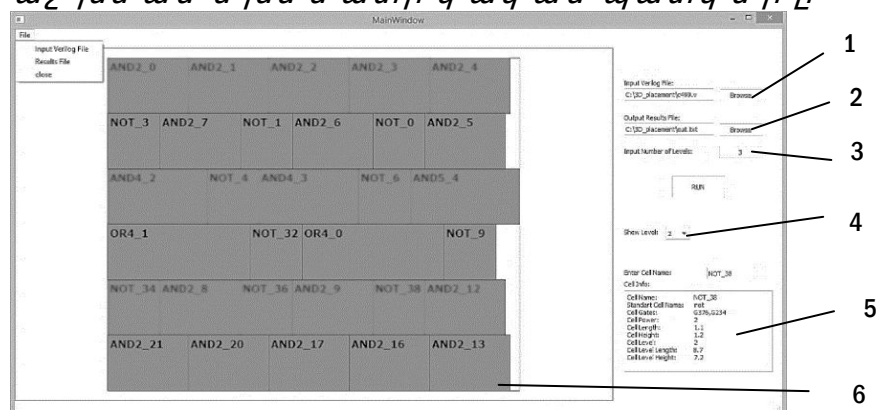 MainWindow
File
Input Verilog File
Results File
close
AND2_0 AND2_1 AND2_2 AND2_3 AND2_4
NOT_3 AND2_7 NOT_1 AND2_6 NOT_0 AND2_5
AND4_2 NOT_4 AND4_3 NOT_6 AND5_4
OR4_1 NOT_32 OR4_0 NOT_9
NOT_34 AND2_8 NOT_36 AND2_9 NOT_38 AND2_12
AND2_21 AND2_20 AND2_17 AND2_16 AND2_13
Input Verilog File:
Browse
1
Output Results File:
C:\3D_placement\out.txt Browse
2
Input Number of Levels: 3
3
RUN
Show Level: 2
4
Enter Cell Name: NOT_38
Cell Info:
Cell Name: NOT_38
Standart Cell Name: not
Cell Gates: G376,G234
Cell Power: 2
Cell Length: 1.1
Cell Height: 1.2
Cell Level: 2
Cell Level Length: 8.7
Cell Level Height: 7.2
5
6